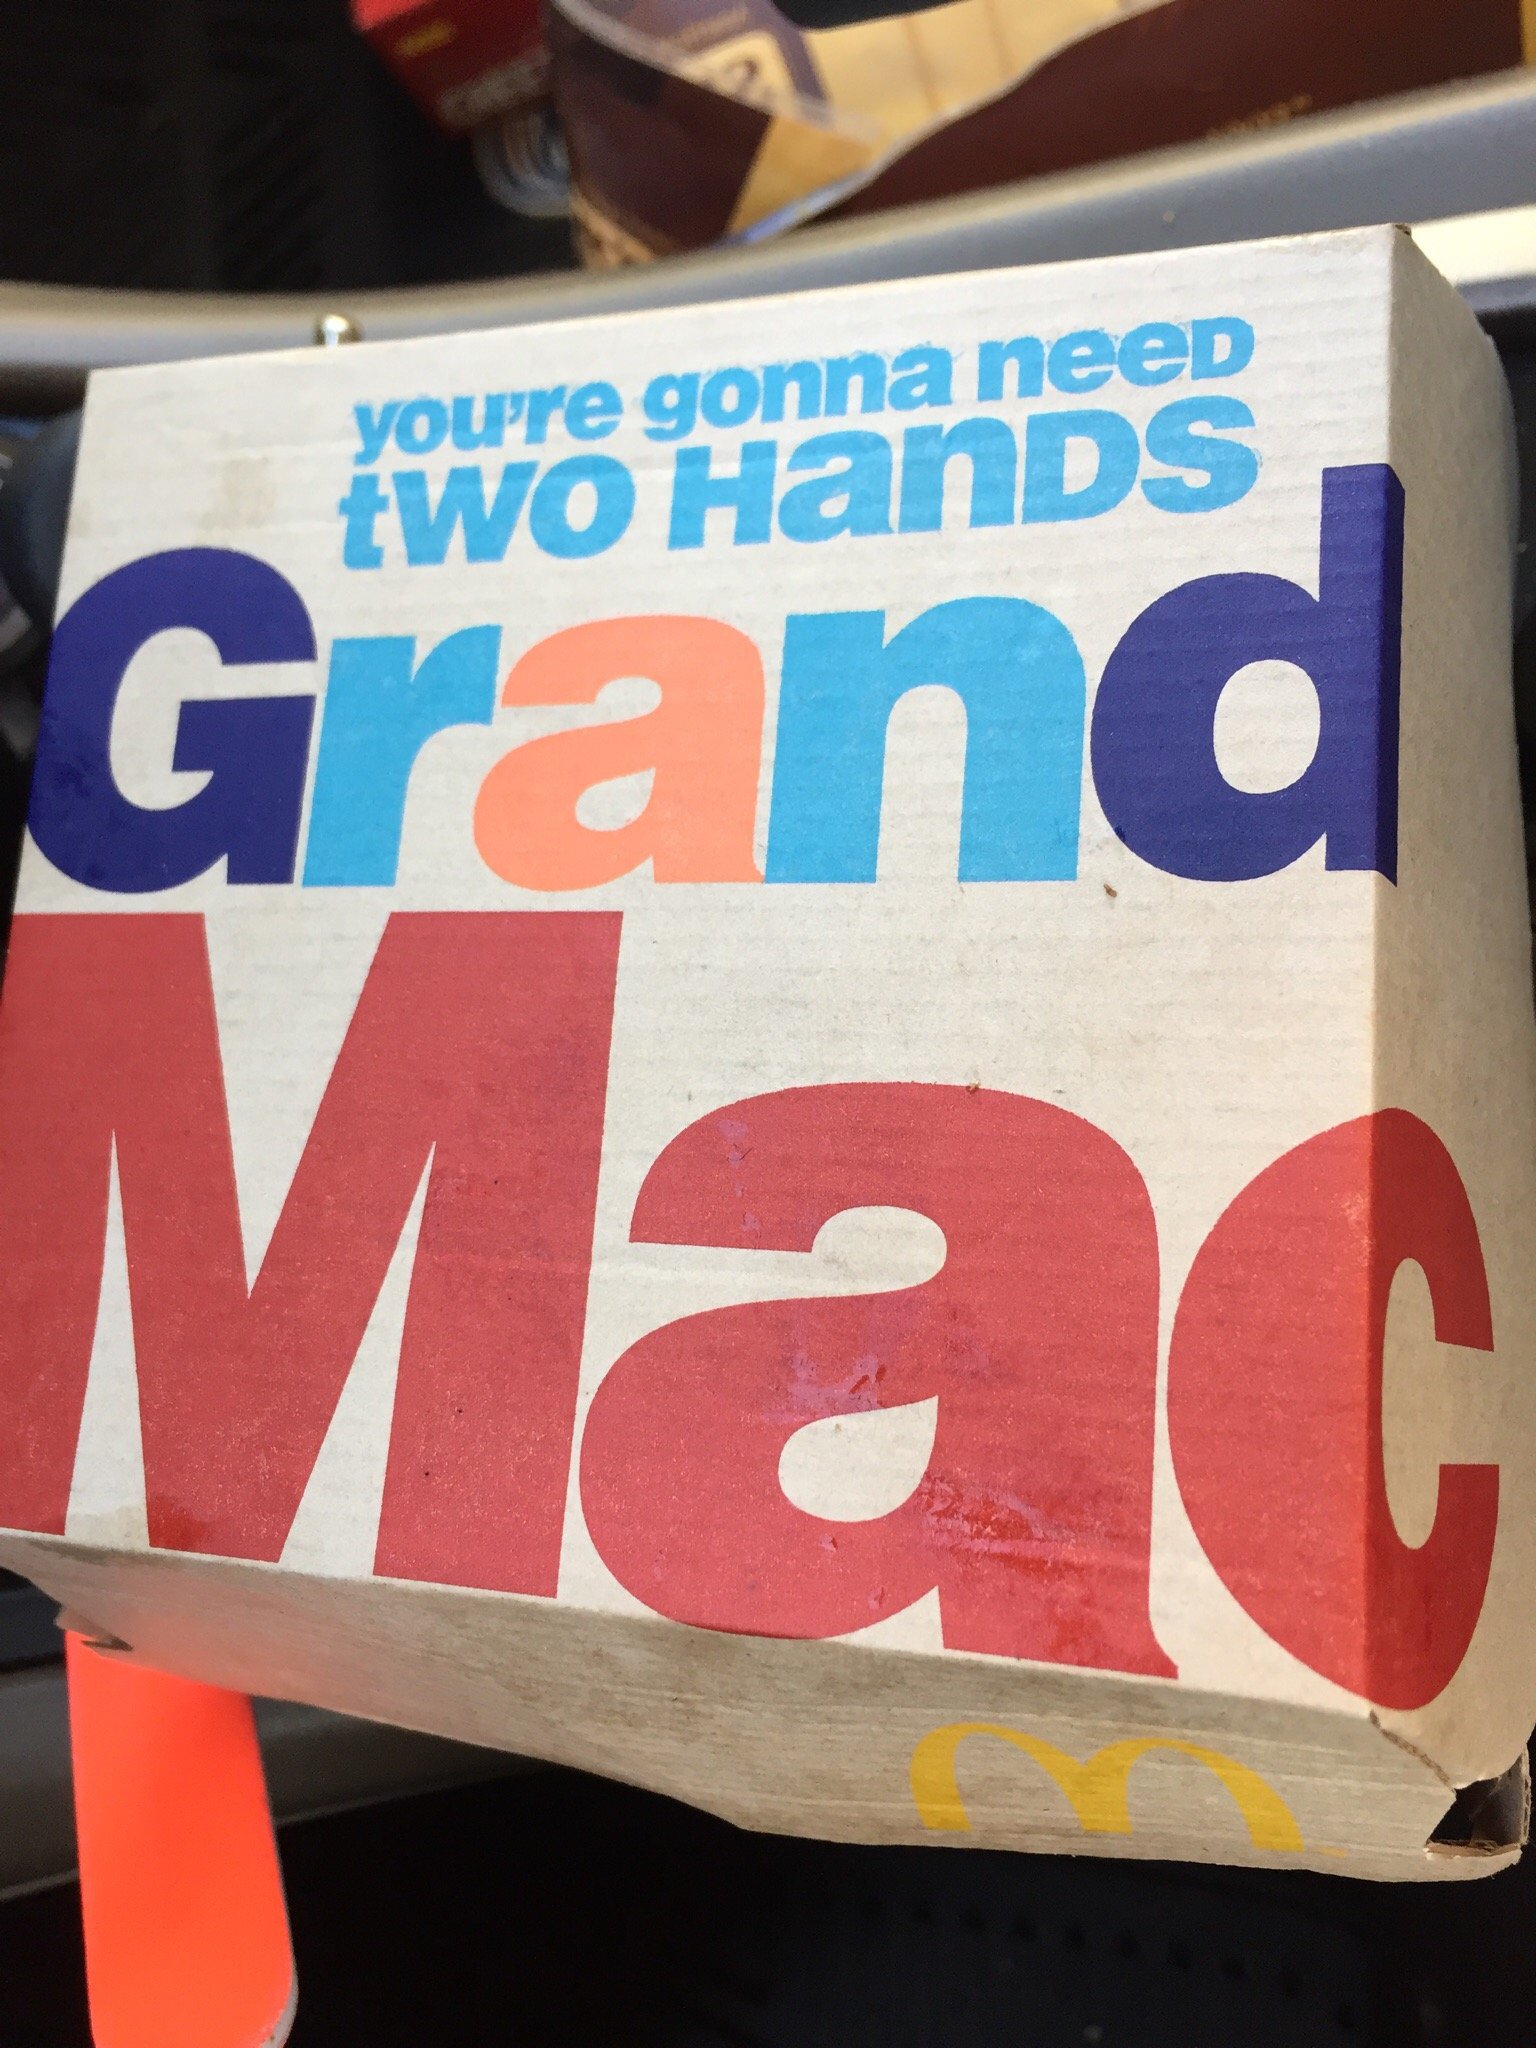 you're gonna need
two Hands
Grand
Mac